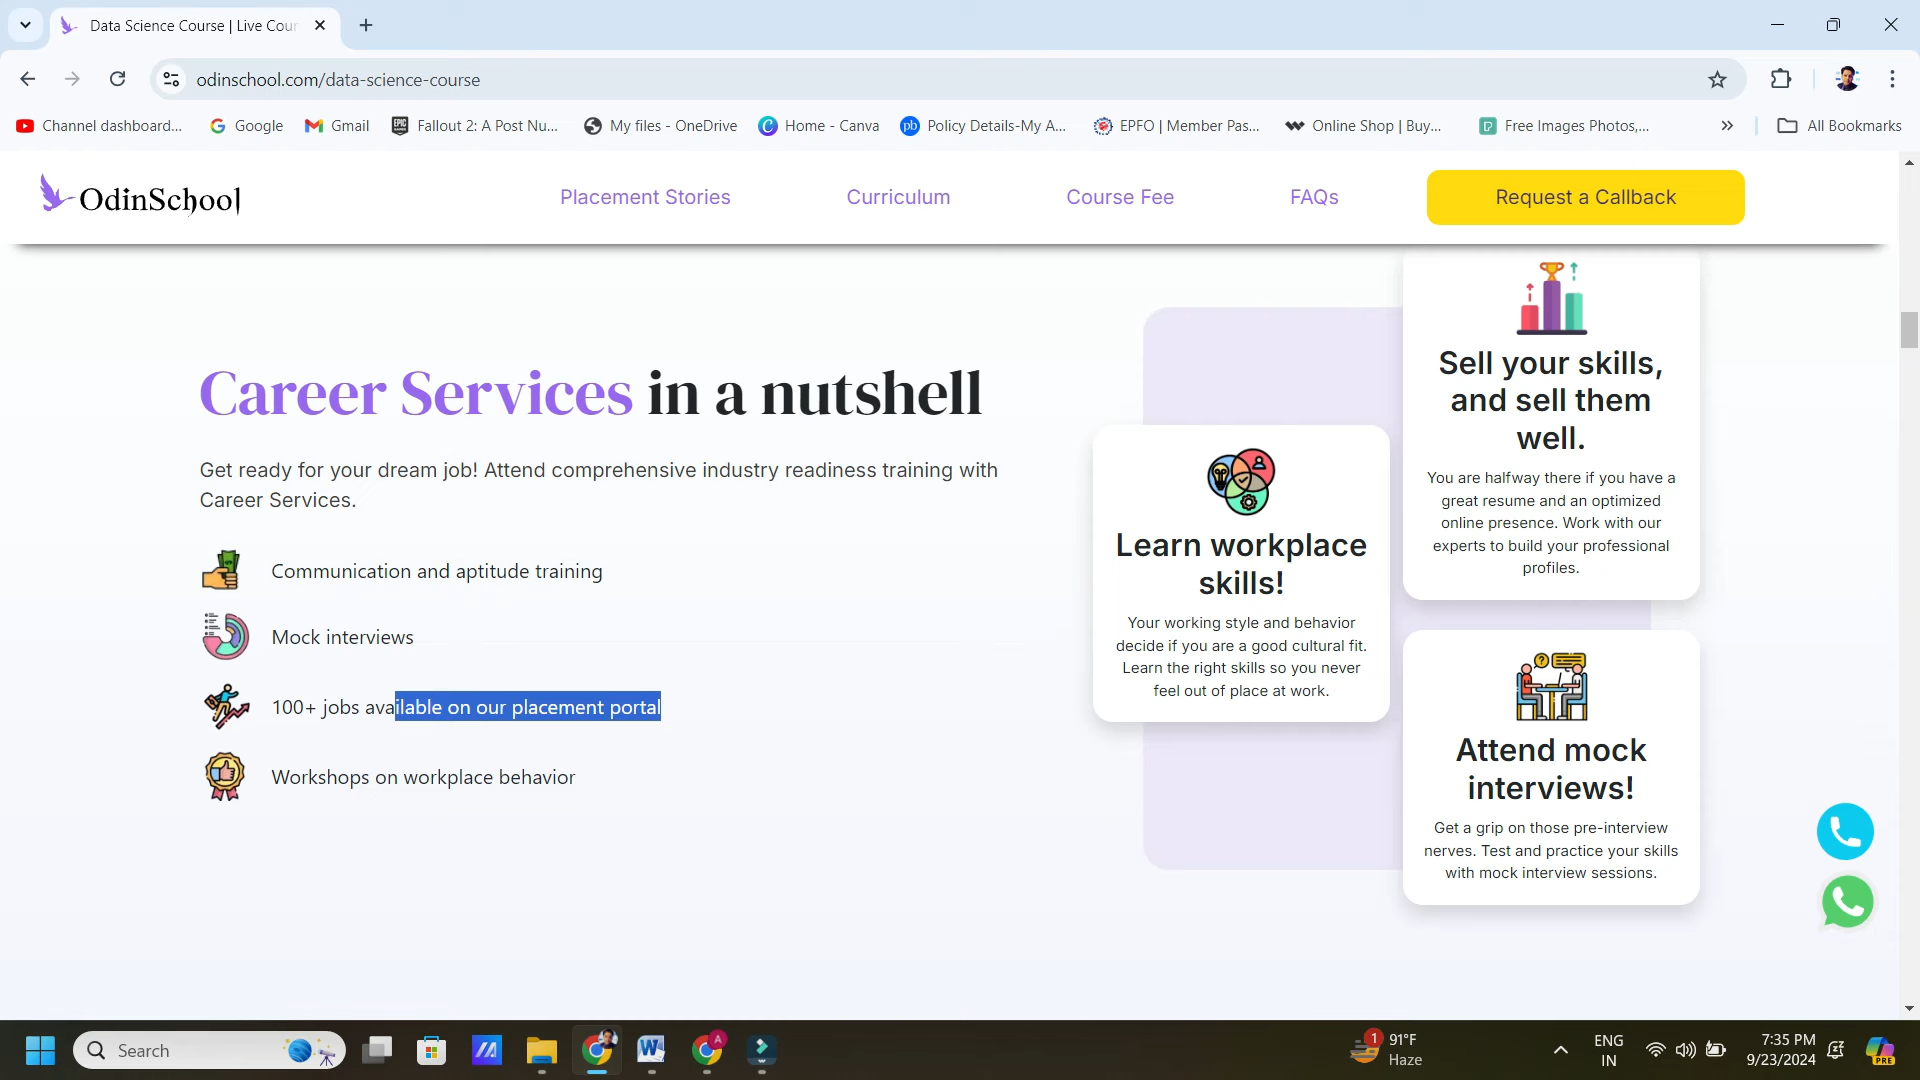 Data Science Course | Live Cour
odinschool.com/data-science-course
Channel dashboard...
Google
Gmail
Fallout 2: A Post Nu...
My files - OneDrive
Home - Canva
Policy Details-My A...
EPFO | Member Pas...
Online Shop | Buy...
Free Images Photos,...
All Bookmarks
OdinSchool
Placement Stories
Curriculum
Course Fee
FAQs
Request a Callback
Career Services in a nutshell
Get ready for your dream job! Attend comprehensive industry readiness training with
Career Services.
Communication and aptitude training
Mock interviews
100+ jobs available on our placement portal
Workshops on workplace behavior
Learn workplace
skills!
Your working style and behavior
decide if you are a good cultural fit.
Learn the right skills so you never
feel out of place at work.
Sell your skills,
and sell them
well.
You are halfway there if you have a
great resume and an optimized
online presence. Work with our
experts to build your professional
profiles.
Attend mock
interviews!
Get a grip on those pre-interview
nerves. Test and practice your skills
with mock interview sessions.
Search
A
1
91°F
Haze
ENG
IN
7:35 PM
9/23/2024
PRE